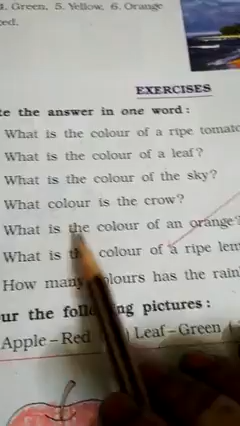 4. Green, 5. Yellow, 6. Orange
ed.
EXERCISES
te the answer in one word:
What is the colour of a ripe tomato
What is the colour of a leaf?
What is the colour of the sky?
What colour is the crow?
What is the colour of an orange?
What is the colour of a ripe lem
How many colours has the rain
ur the following pictures:
Apple – Red ) Leaf – Green (